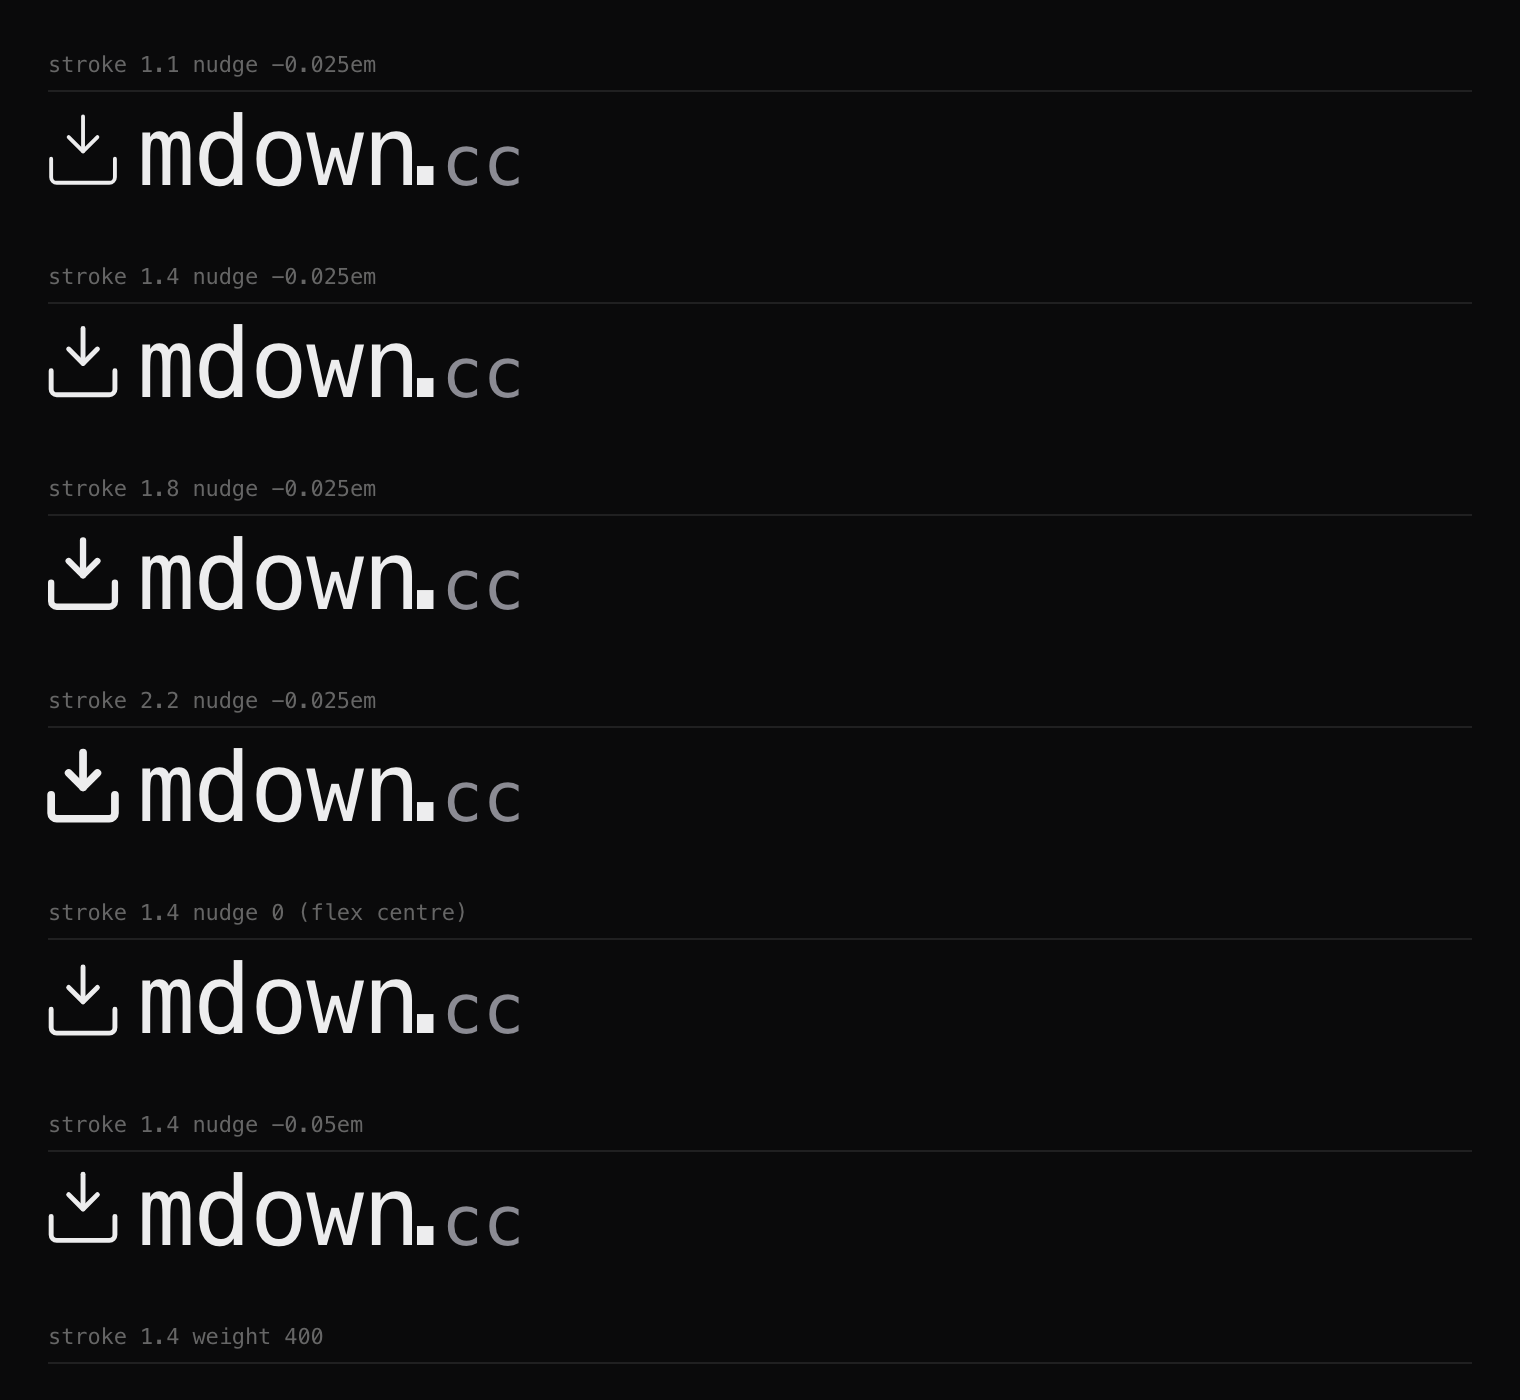 stroke 1.1 nudge −0.025em
mdown.cc
stroke 1.4 nudge −0.025em
mdown.cc
stroke 1.8 nudge −0.025em
mdown.cc
stroke 2.2 nudge −0.025em
mdown.cc
stroke 1.4 nudge 0 (flex centre)
mdown.cc
stroke 1.4 nudge −0.05em
mdown.cc
stroke 1.4 weight 400